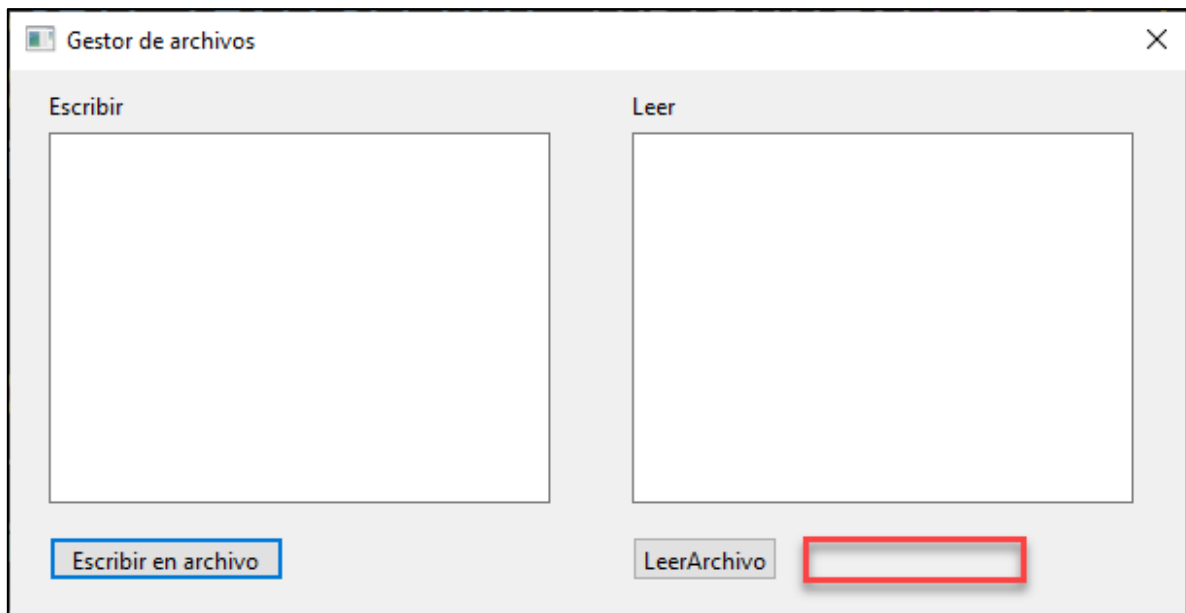 Gestor de archivos
Escribir
Leer
Escribir en archivo
LeerArchivo